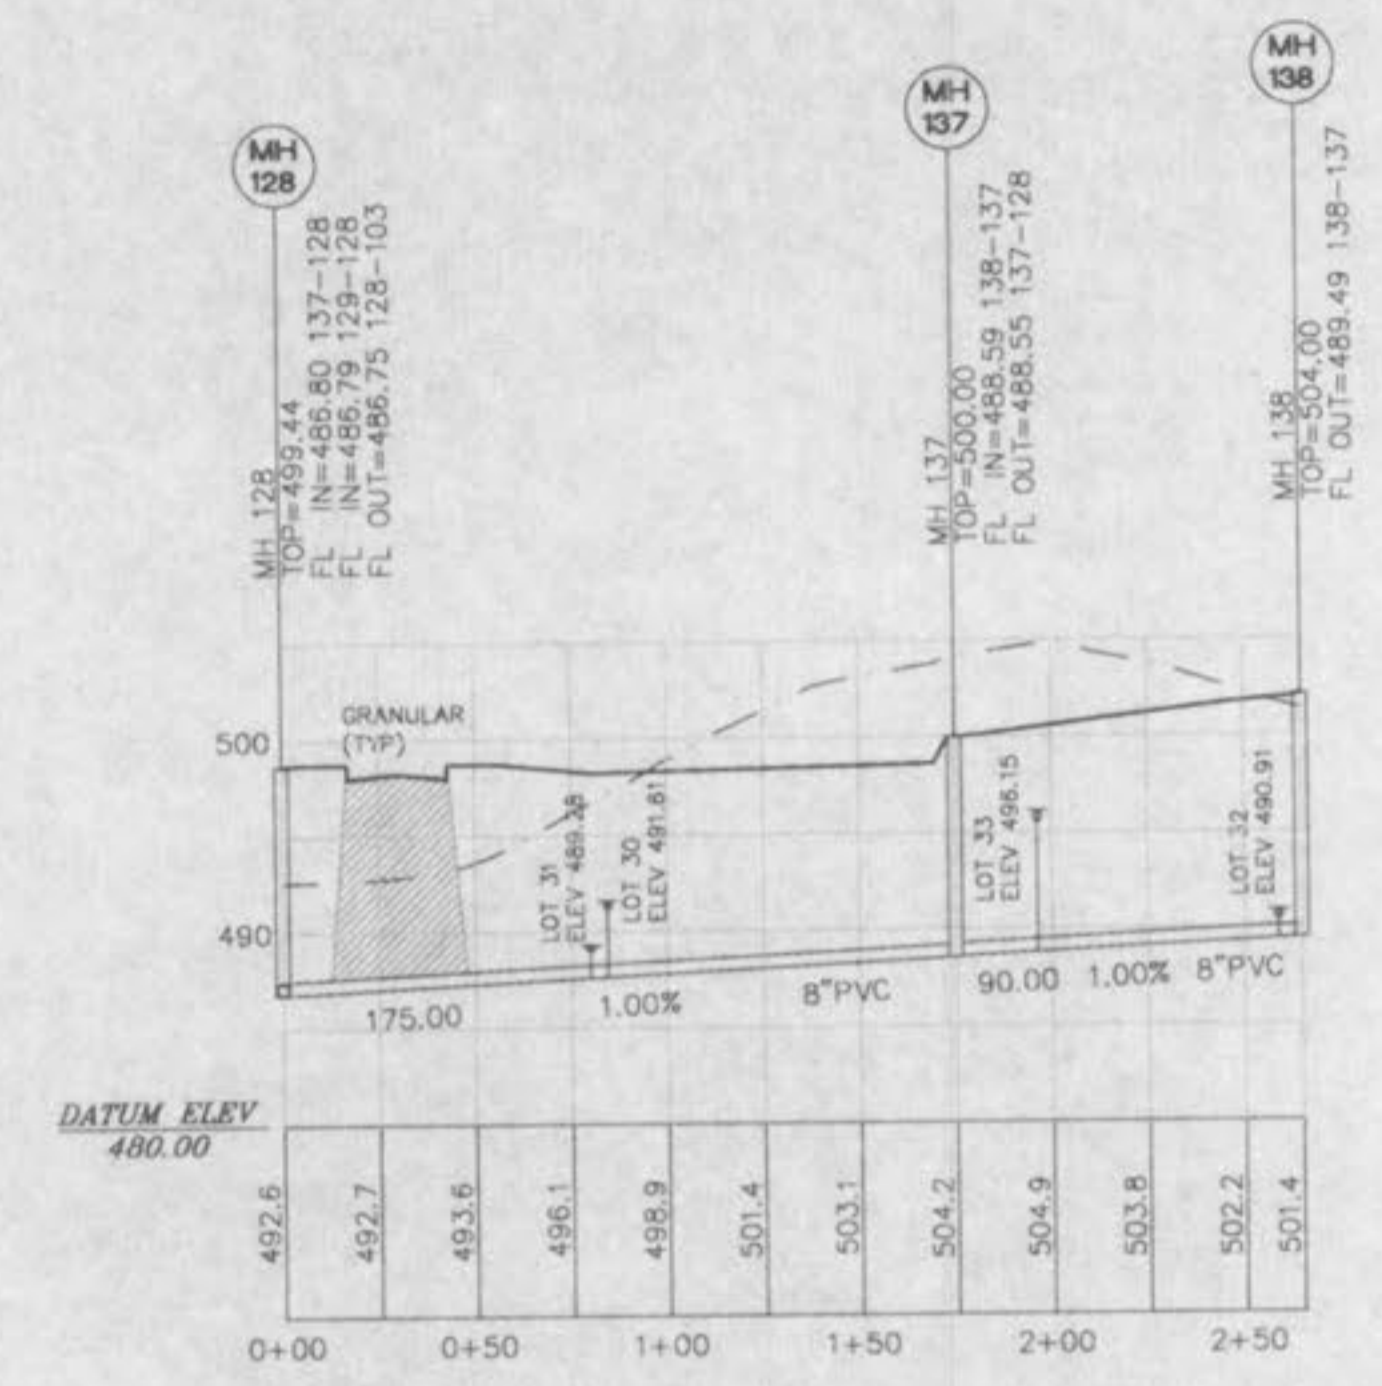 MH
138
MH
137
MH
128
MH 128
TOP=499.44
FL IN=486.80 137-128
FL IN=486.79 129-128
FL OUT=486.75 128-103
MH 137
TOP=500.00
FL IN=488.59 138-137
FL OUT=488.55 137-128
MH 138
TOP=504.00
FL OUT=489.49 138-137
GRANULAR
(TYP)
500
490
LOT 31
ELEV 489.28
LOT 30
ELEV 491.61
LOT 33
ELEV 496.15
LOT 32
ELEV 490.91
175.00
1.00%
8"PVC
90.00
1.00%
8"PVC
DATUM ELEV
480.00
492.6
492.7
493.6
496.1
498.9
501.4
503.1
504.2
504.9
503.8
502.2
501.4
0+00
0+50
1+00
1+50
2+00
2+50